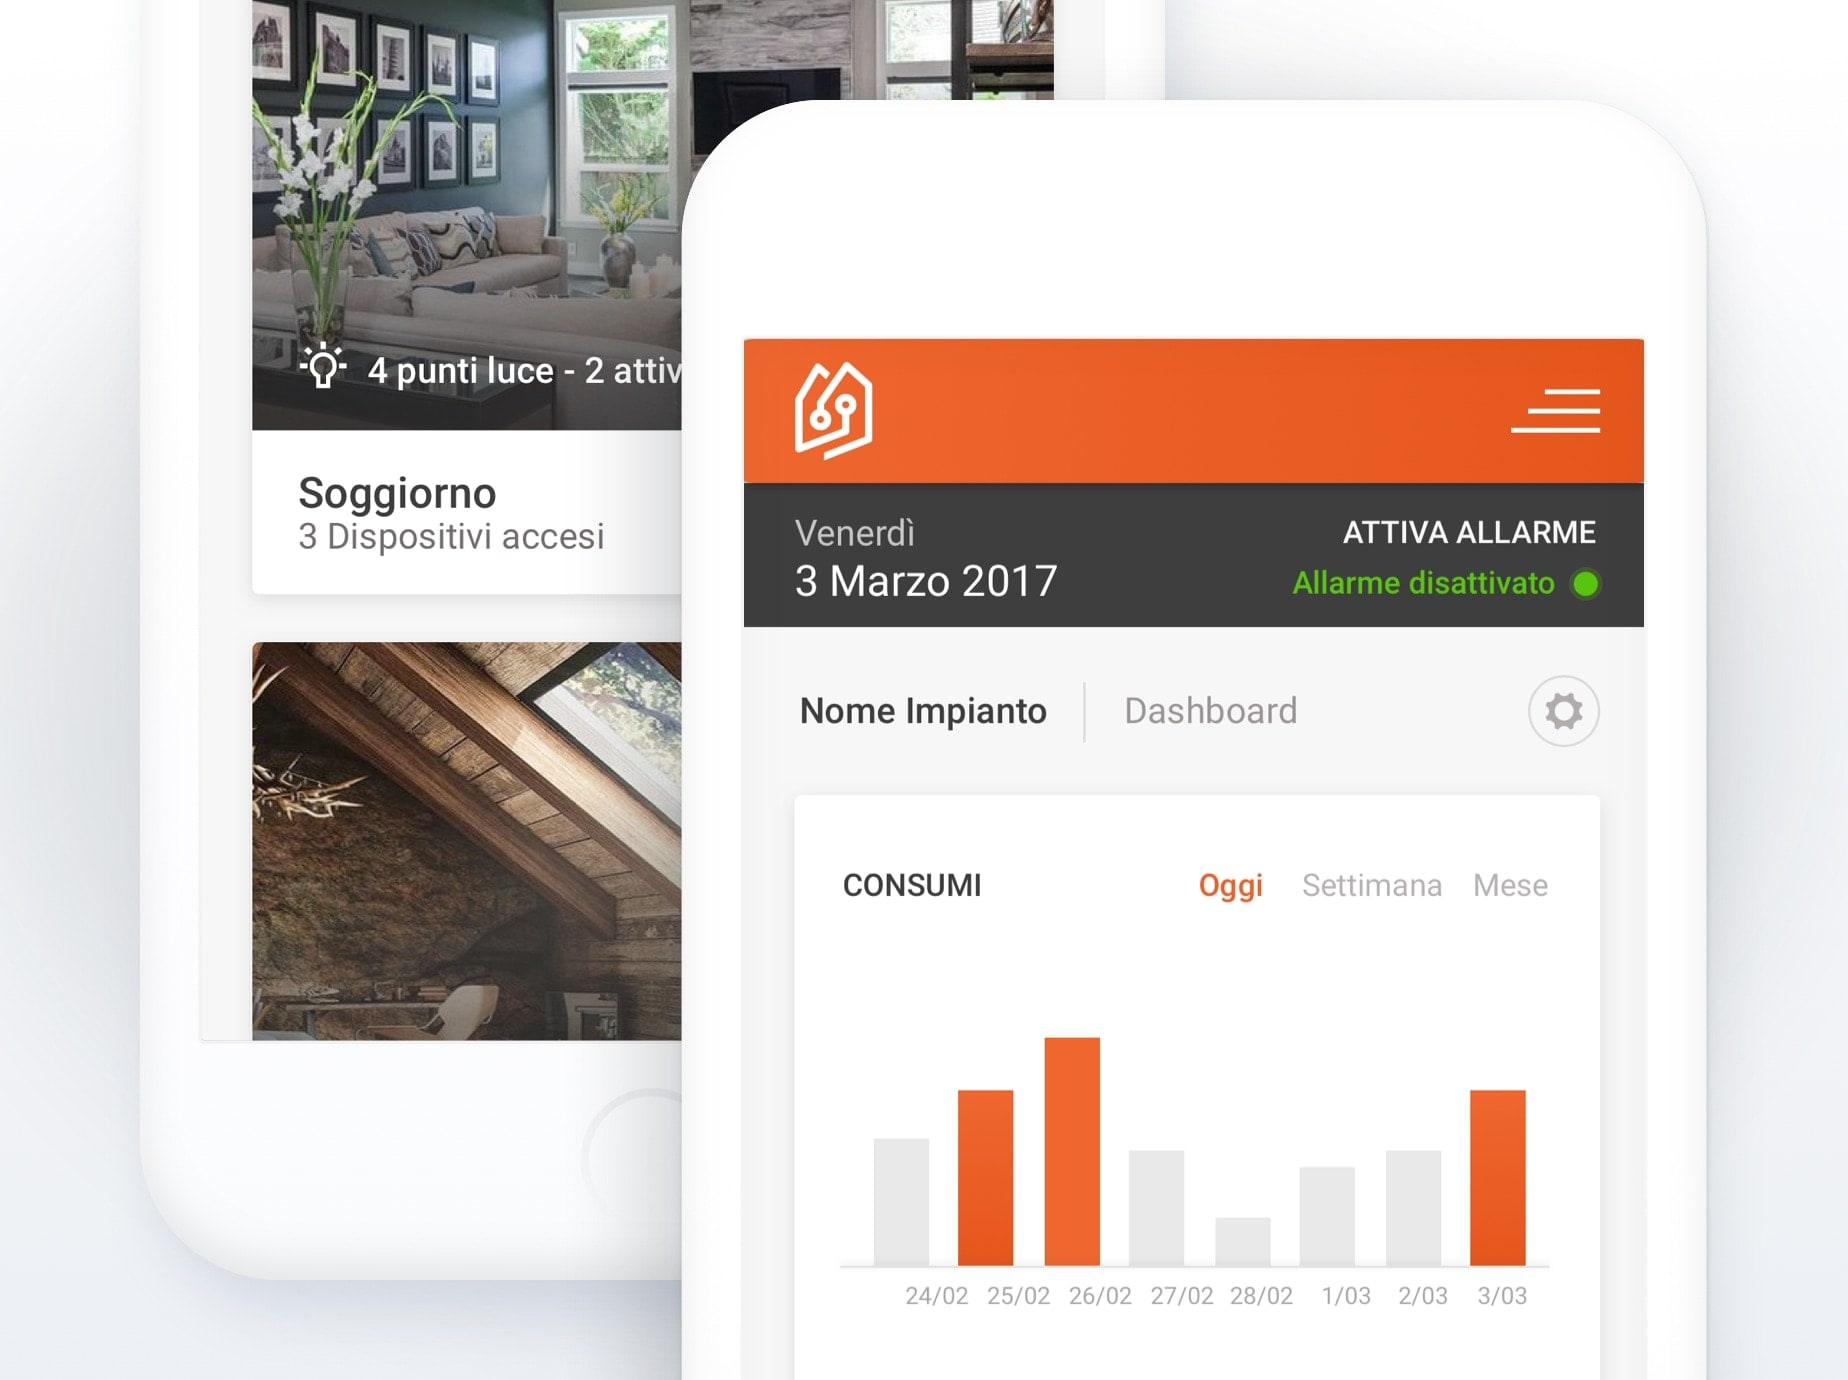 4 punti luce - 2 attiv
Soggiorno
3 Dispositivi accesi
Venerdì
3 Marzo 2017
ATTIVA ALLARME
Allarme disattivato
Nome Impianto
Dashboard
CONSUMI
Oggi Settimana Mese
24/02 25/02 26/02 27/02 28/02 1/03 2/03 3/03